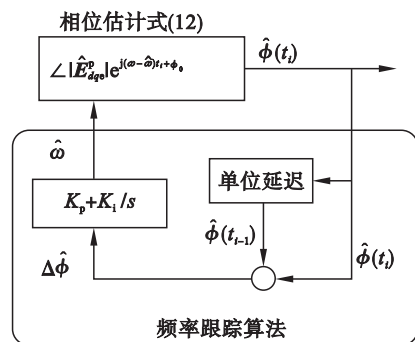 相位估计式(12)
∠|Ê^p_dqe|e^{j(ω-ω̂)t_i+ϕ_0}
ϕ̂(t_i)
ω̂
K_p+K_i/s
单位延迟
ϕ̂(t_{i-1})
ϕ̂(t_i)
Δϕ̂
频率跟踪算法